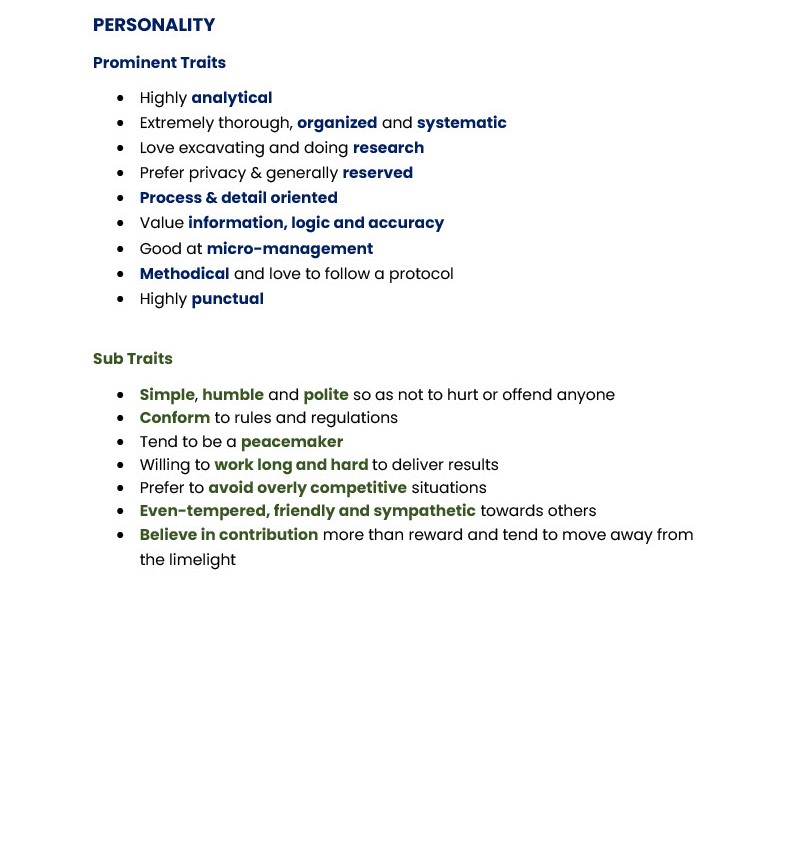 PERSONALITY
Prominent Traits
• Highly analytical
• Extremely thorough, organized and systematic
• Love excavating and doing research
• Prefer privacy & generally reserved
• Process & detail oriented
• Value information, logic and accuracy
• Good at micro-management
• Methodical and love to follow a protocol
• Highly punctual
Sub Traits
• Simple, humble and polite so as not to hurt or offend anyone
• Conform to rules and regulations
• Tend to be a peacemaker
• Willing to work long and hard to deliver results
• Prefer to avoid overly competitive situations
• Even-tempered, friendly and sympathetic towards others
• Believe in contribution more than reward and tend to move away from
the limelight